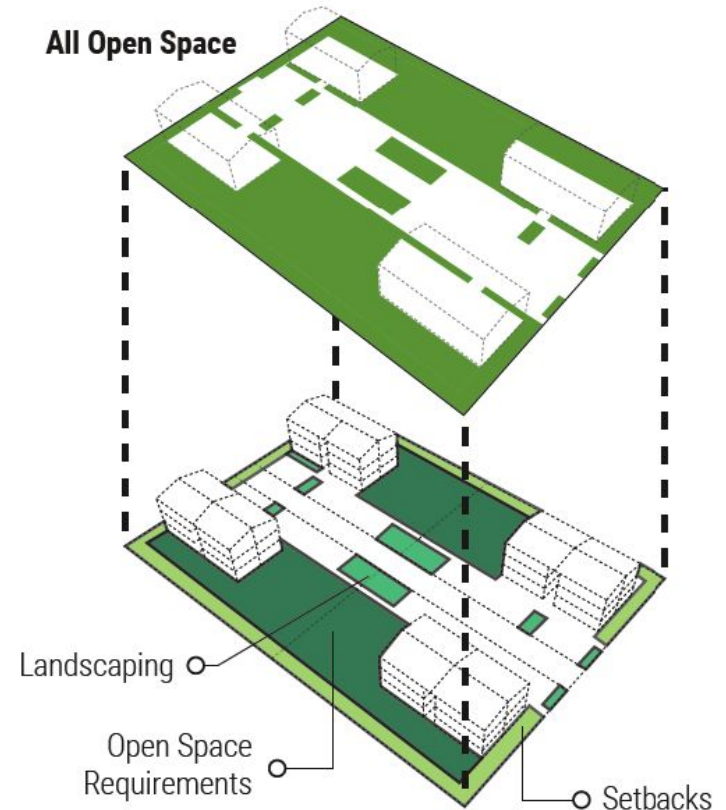 All Open Space
Landscaping
Open Space
Requirements
Setbacks